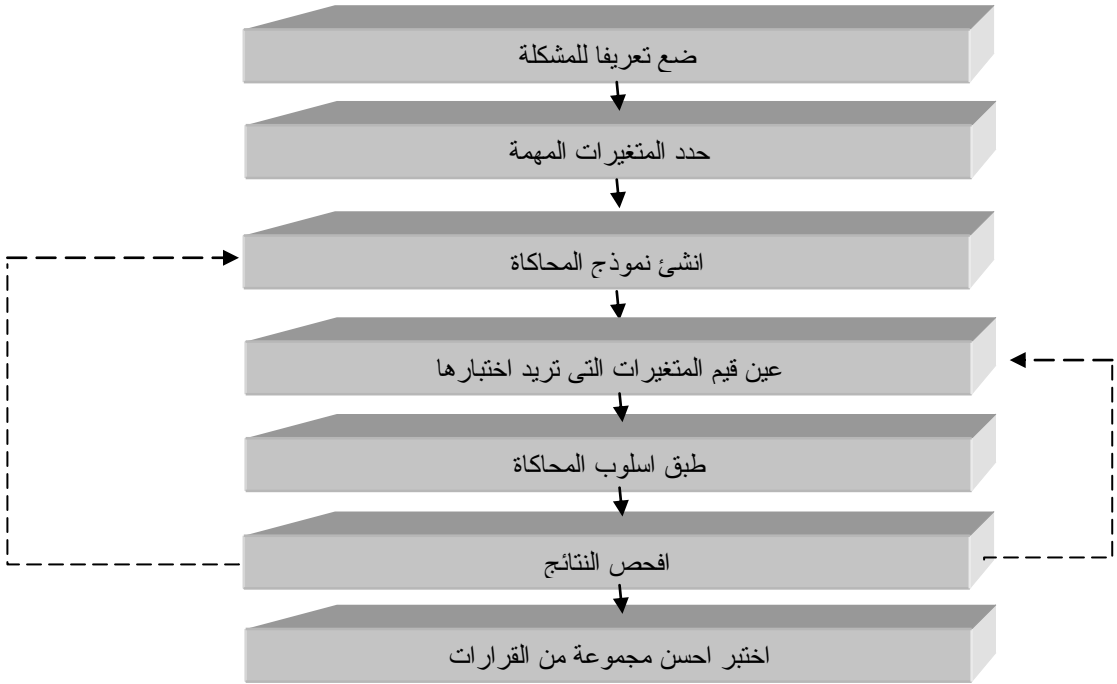 ضع تعريفا للمشكلة
حدد المتغيرات المهمة
انشئ نموذج المحاكاة
عين قيم المتغيرات التى تريد اختبارها
طبق اسلوب المحاكاة
افحص النتائج
اختبر احسن مجموعة من القرارات